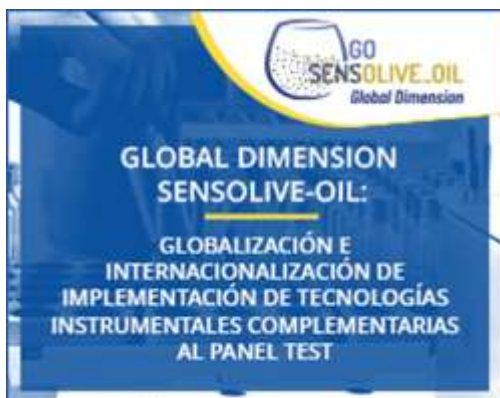 GO
SENSOLIVE_OIL
Global Dimension
GLOBAL DIMENSION
SENSOLIVE-OIL:
GLOBALIZACIÓN E
INTERNACIONALIZACIÓN DE
IMPLEMENTACIÓN DE TECNOLOGÍAS
INSTRUMENTALES COMPLEMENTARIAS
AL PANEL TEST